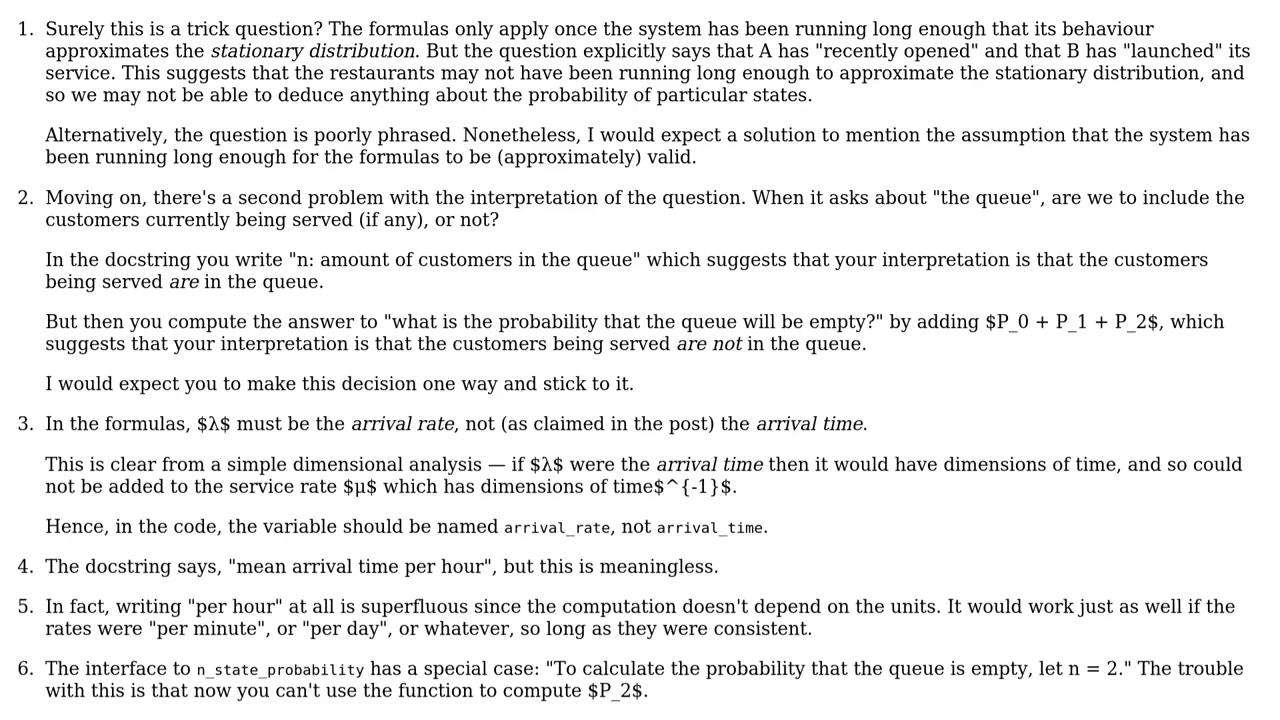 1. Surely this is a trick question? The formulas only apply once the system has been running long enough that its behaviour
approximates the stationary distribution. But the question explicitly says that A has "recently opened" and that B has "launched" its
service. This suggests that the restaurants may not have been running long enough to approximate the stationary distribution, and
so we may not be able to deduce anything about the probability of particular states.
Alternatively, the question is poorly phrased. Nonetheless, I would expect a solution to mention the assumption that the system has
been running long enough for the formulas to be (approximately) valid.
2. Moving on, there's a second problem with the interpretation of the question. When it asks about "the queue", are we to include the
customers currently being served (if any), or not?
In the docstring you write "n: amount of customers in the queue" which suggests that your interpretation is that the customers
being served are in the queue.
But then you compute the answer to "what is the probability that the queue will be empty?" by adding $P_0 + P_1 + P_2$, which
suggests that your interpretation is that the customers being served are not in the queue.
I would expect you to make this decision one way and stick to it.
3. In the formulas, $λ$ must be the arrival rate, not (as claimed in the post) the arrival time.
This is clear from a simple dimensional analysis — if $λ$ were the arrival time then it would have dimensions of time, and so could
not be added to the service rate $µ$ which has dimensions of time$^{-1}$.
Hence, in the code, the variable should be named arrival_rate, not arrival_time.
4. The docstring says, "mean arrival time per hour", but this is meaningless.
5. In fact, writing "per hour" at all is superfluous since the computation doesn't depend on the units. It would work just as well if the
rates were "per minute", or "per day", or whatever, so long as they were consistent.
6. The interface to n_state_probability has a special case: "To calculate the probability that the queue is empty, let n = 2." The trouble
with this is that now you can't use the function to compute $P_2$.